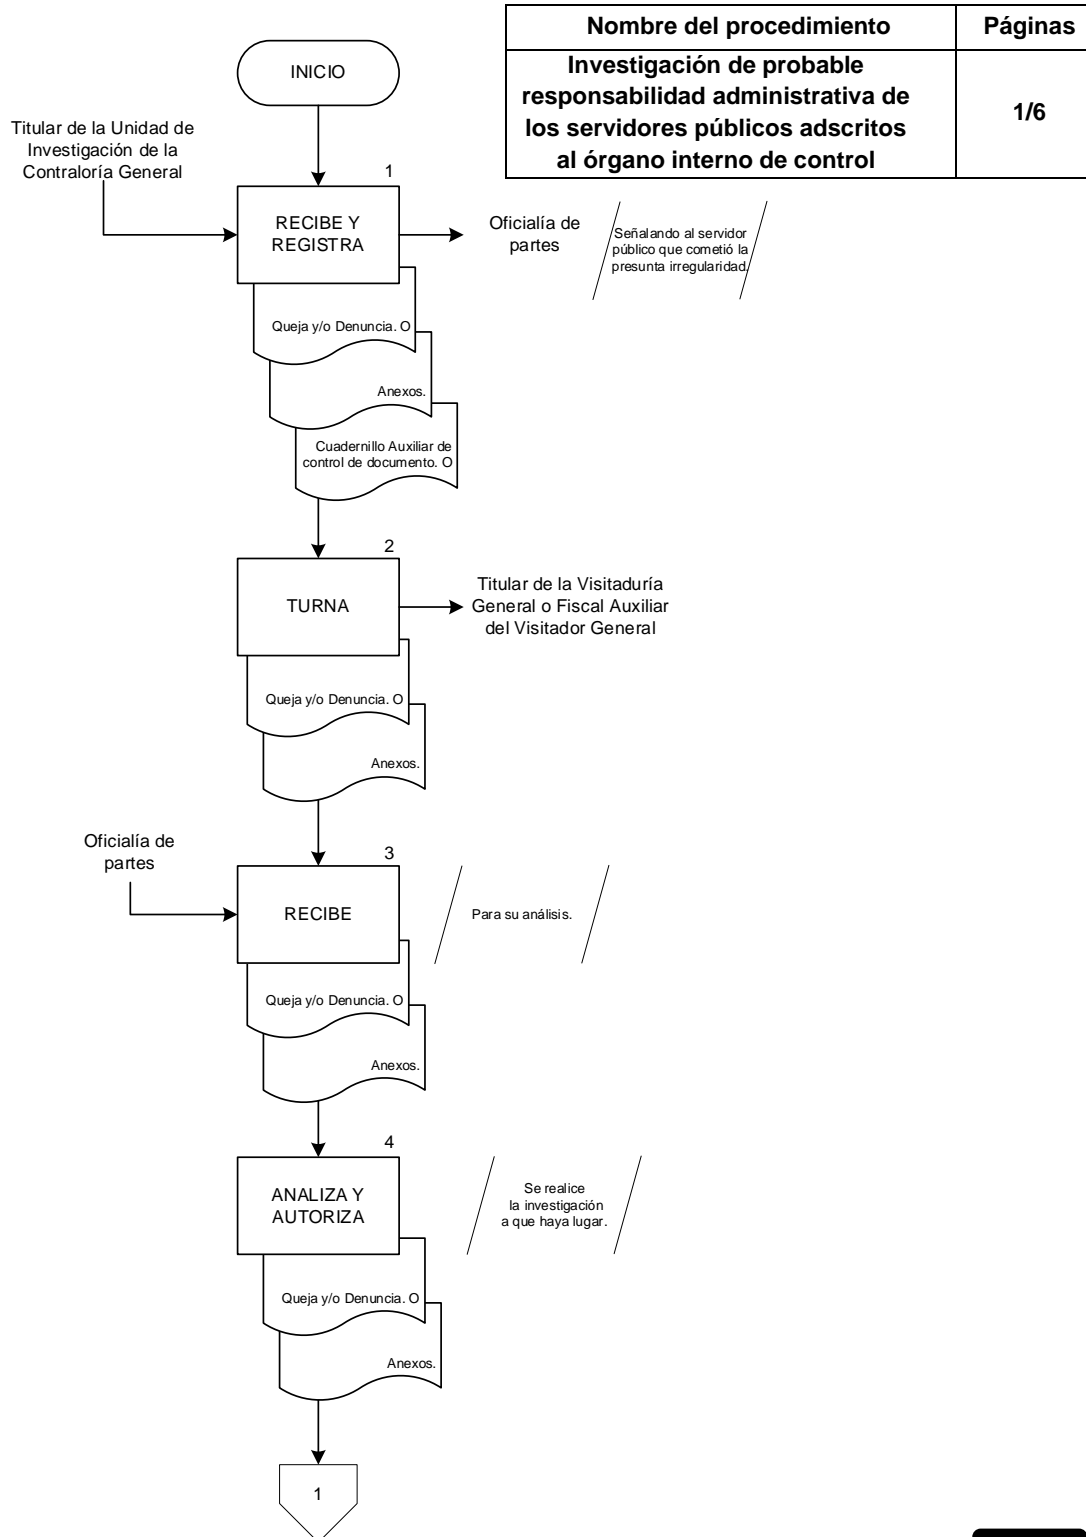 Nombre del procedimiento
Páginas
Investigación de probable
responsabilidad administrativa de
los servidores públicos adscritos
al órgano interno de control
1/6
INICIO
Titular de la Unidad de
Investigación de la
Contraloría General
1
RECIBE Y
REGISTRA
Oficialía de
partes
Señalando al servidor
público que cometió la
presunta irregularidad.
Queja y/o Denuncia. O
Anexos.
Cuadernillo Auxiliar de
control de documento. O
2
TURNA
Titular de la Visitaduría
General o Fiscal Auxiliar
del Visitador General
Queja y/o Denuncia. O
Anexos.
Oficialía de
partes
3
RECIBE
Para su análisis.
Queja y/o Denuncia. O
Anexos.
4
ANALIZA Y
AUTORIZA
Se realice
la investigación
a que haya lugar.
Queja y/o Denuncia. O
Anexos.
1